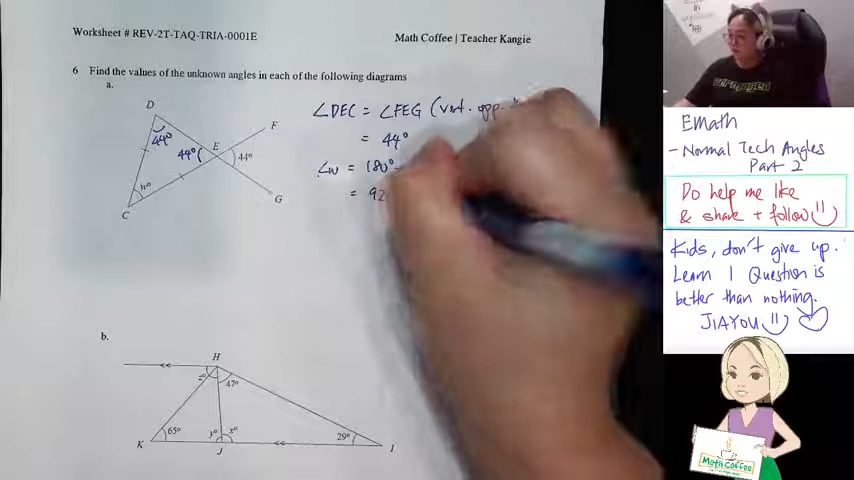 Worksheet # REV-2T-TAQ-TRIA-0001E
Math Coffee | Teacher Kangie
6 Find the values of the unknown angles in each of the following diagrams
a.
D
F
44°
E
44°
44°
w°
C
G
∠DEC = ∠FEG (vert. opp.
= 44°
∠w = 180°
= 92
b.
H
z°
47°
65°
y°
x°
29°
K
J
I
EMath
- Normal Tech Angles
Part 2
Do help me like
& share + follow
Kids, don't give up.
Learn 1 Question is
better than nothing.
JIAYOU
Math Coffee